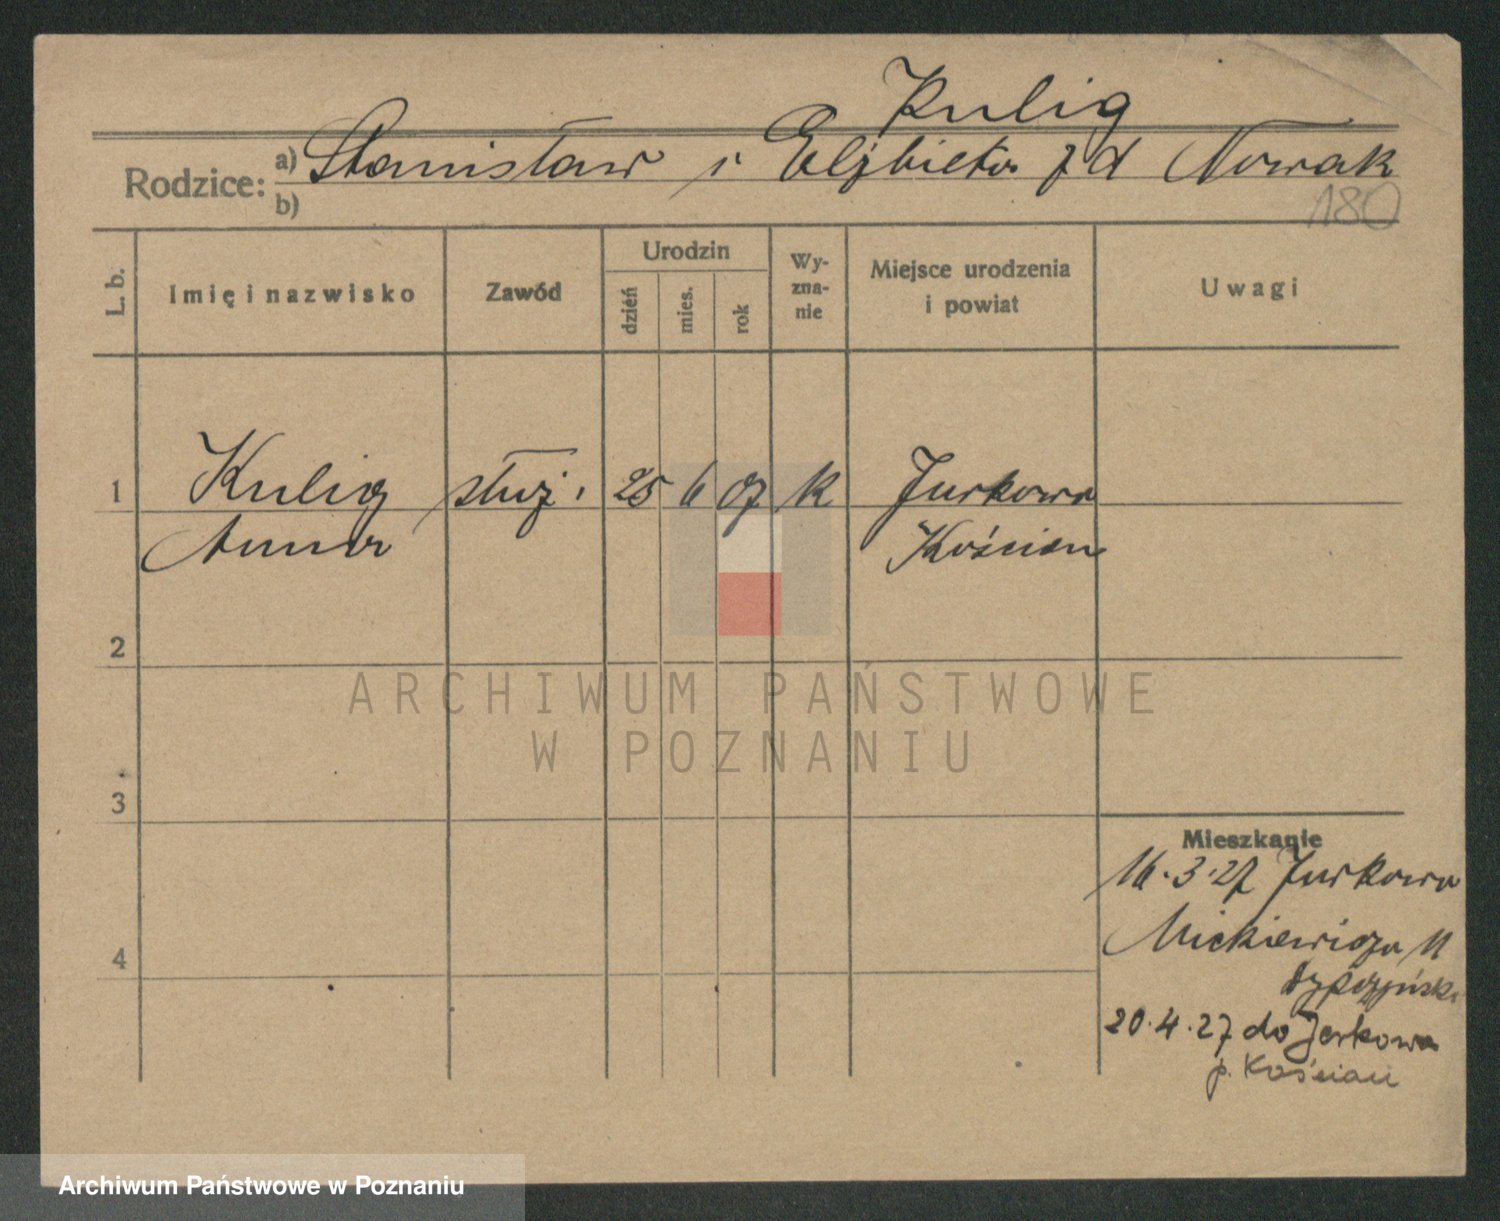 Kulig
Rodzice: a) Stanisław i Elżbieta z d Nowak
b)
180
L. b.
Imię i nazwisko
Zawód
Urodzin
dzień
mies.
rok
Wy-
zna-
nie
Miejsce urodzenia
i powiat
Uwagi
1 Kulig służ. 25 6 07 k Jurkowo
Anna Kościan
2
3
4
Mieszkanie
16.3.27 Jurkowo
Mickiewicza 11
20.4.27 do Jerkowa
p. Kościan
ARCHIWUM PAŃSTWOWE
W POZNANIU
Archiwum Państwowe w Poznaniu